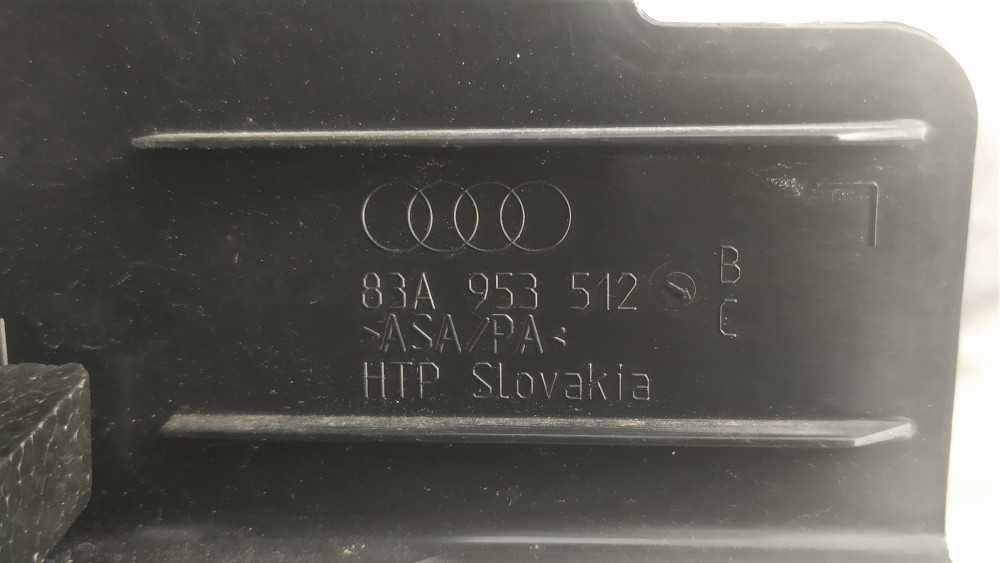 83A 953 512 B
C
>ASA/PA<
HTP Slovakia